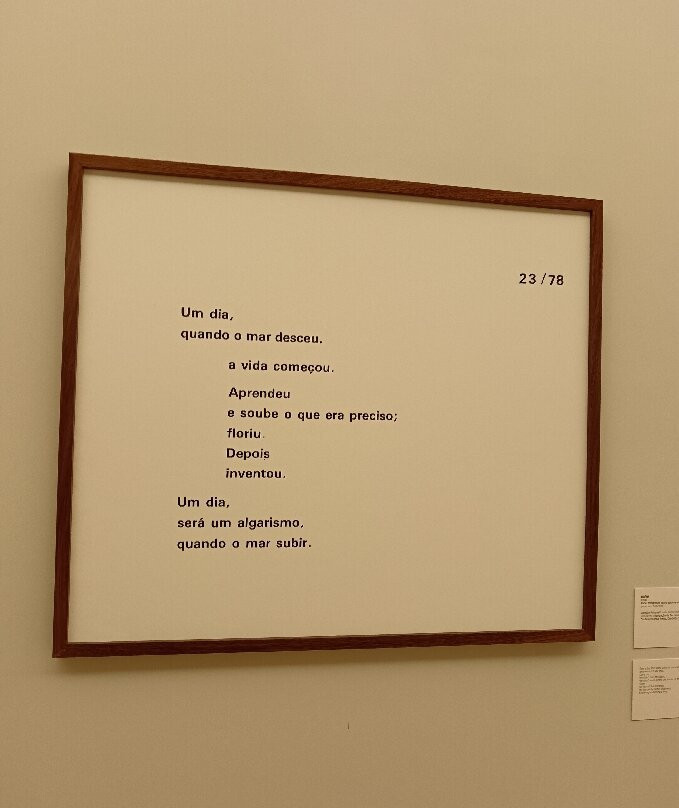 23/78
Um dia,
quando o mar desceu.
a vida começou.
Aprendeu
e soube o que era preciso;
floriu.
Depois
inventou.
Um dia,
será um algarismo,
quando o mar subir.